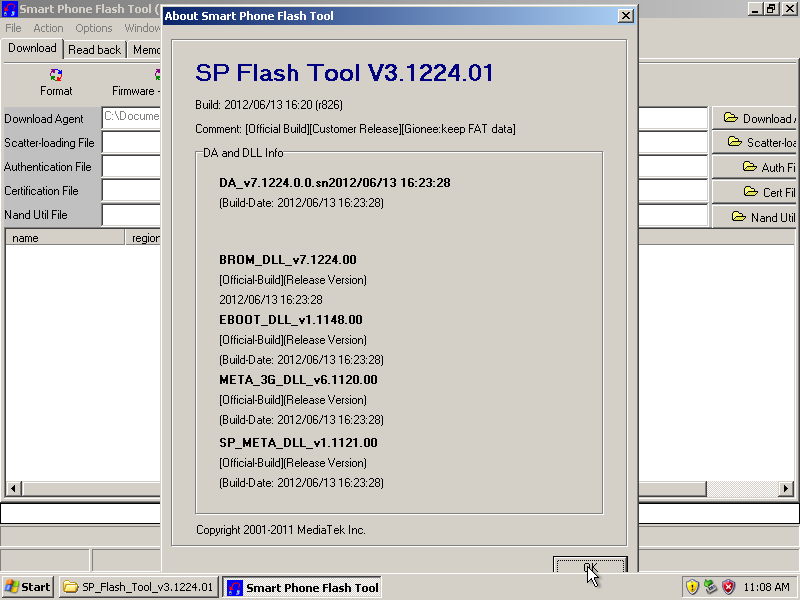 Smart Phone Flash Tool (
About Smart Phone Flash Tool
File Action Options Window
Download Read back Memo
Format Firmware -
SP Flash Tool V3.1224.01
Build: 2012/06/13 16:20 (r826)
Comment: [Official Build][Customer Release][Gionee:keep FAT data]
Download Agent C:\Docume Download A
Scatter-loading File Scatter-loa
Authentication File Auth Fi
Certification File Cert Fil
Nand Util File Nand Util
name region
DA and DLL Info
DA_v7.1224.0.0.sn2012/06/13 16:23:28
(Build-Date: 2012/06/13 16:23:28)
BROM_DLL_v7.1224.00
[Official-Build](Release Version)
2012/06/13 16:23:28
EBOOT_DLL_v1.1148.00
[Official-Build](Release Version)
(Build-Date: 2012/06/13 16:23:28)
META_3G_DLL_v6.1120.00
[Official-Build](Release Version)
(Build-Date: 2012/06/13 16:23:28)
SP_META_DLL_v1.1121.00
[Official-Build](Release Version)
(Build-Date: 2012/06/13 16:23:28)
Copyright 2001-2011 MediaTek Inc.
OK
Start SP_Flash_Tool_v3.1224.01 Smart Phone Flash Tool 11:08 AM